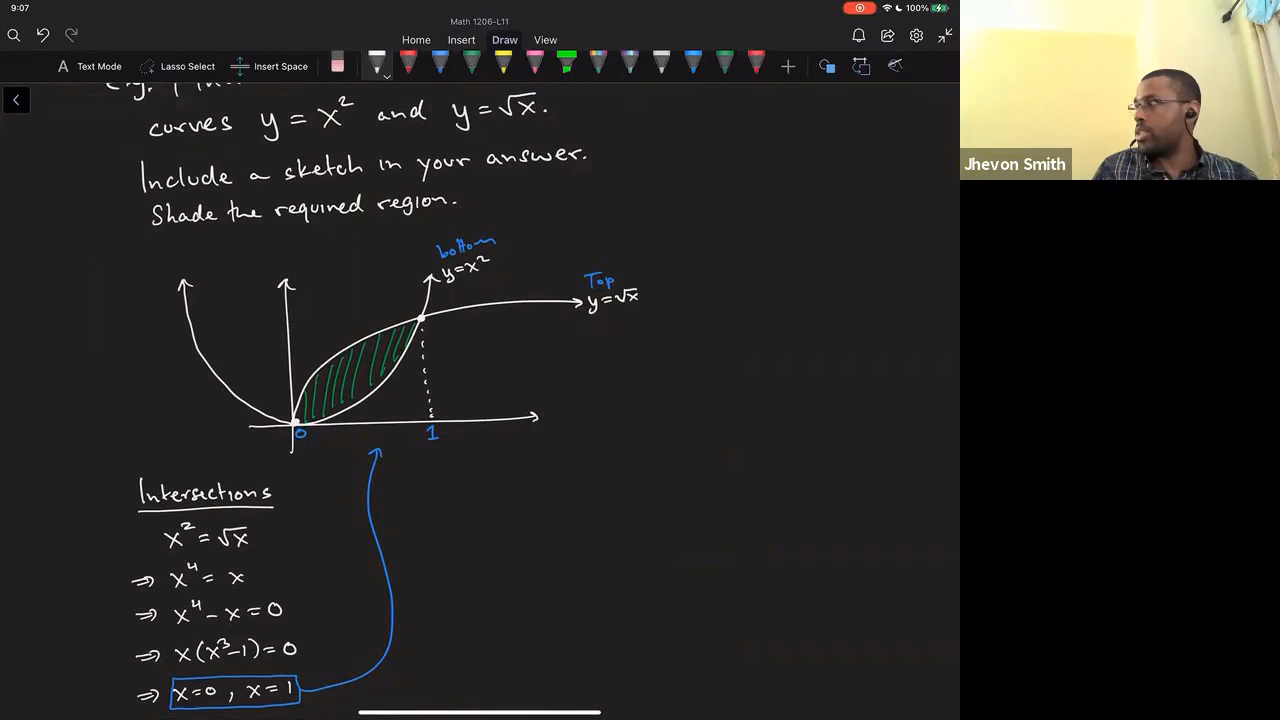 9:07
100%
Math 1206-L11
Home Insert Draw View
Text Mode Lasso Select Insert Space
curves y = x² and y = √x.
Include a sketch in your answer.
Shade the required region.
Jhevon Smith
bottom
y=x²
Top
y=√x
0
1
Intersections
x² = √x
⇒ x⁴ = x
⇒ x⁴ - x = 0
⇒ x(x³-1) = 0
⇒ x=0 , x=1